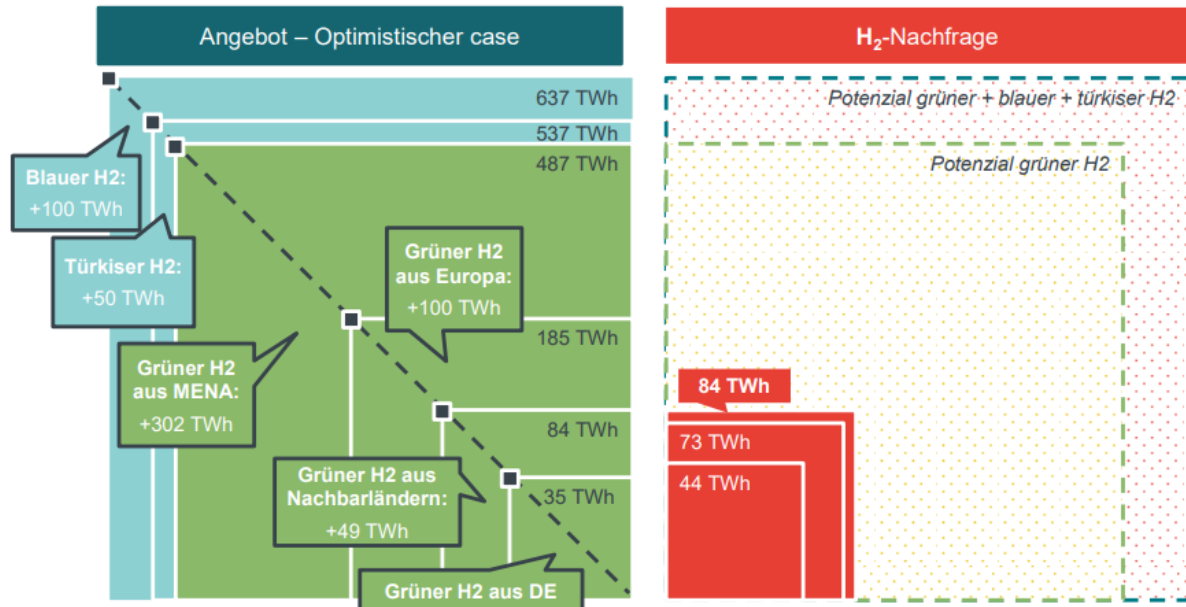 Angebot – Optimistischer case
637 TWh
537 TWh
487 TWh
Blauer H2:
+100 TWh
Türkiser H2:
+50 TWh
Grüner H2
aus MENA:
+302 TWh
Grüner H2
aus Europa:
+100 TWh
185 TWh
84 TWh
Grüner H2 aus
Nachbarländern:
+49 TWh
35 TWh
Grüner H2 aus DE
H₂-Nachfrage
Potenzial grüner + blauer + türkiser H2
Potenzial grüner H2
84 TWh
73 TWh
44 TWh